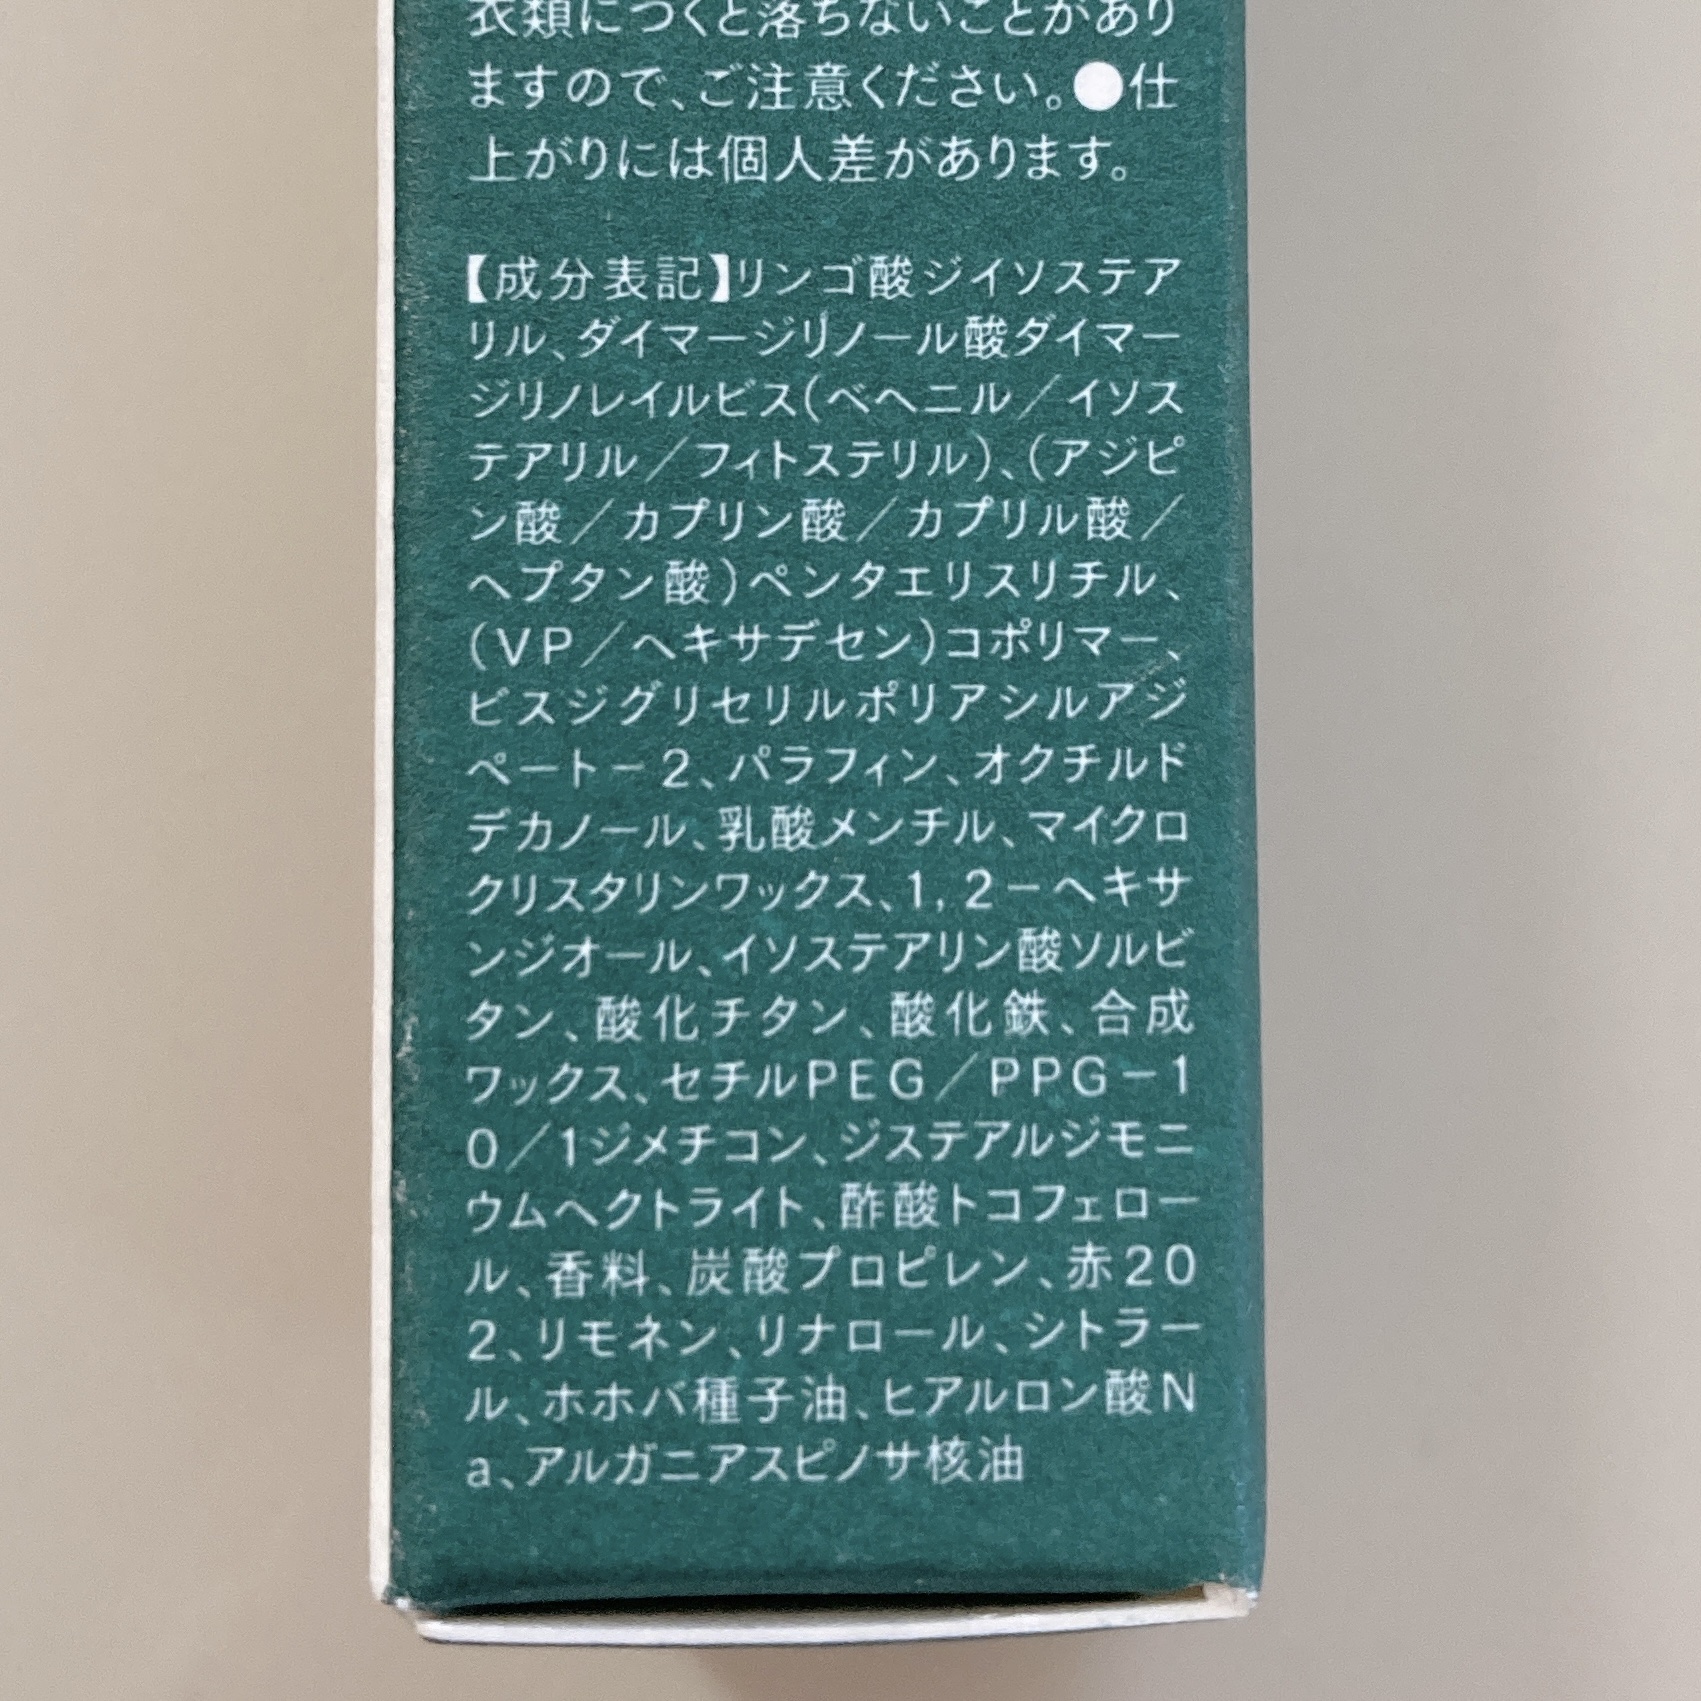 衣類につくと落ちないことがあり
ますので、ご注意ください。●仕
上がりには個人差があります。
【成分表記】リンゴ酸ジイソステア
リル、ダイマージリノール酸ダイマー
ジリノレイルビス(ベヘニル／イソス
テアリル／フィトステリル)、(アジピ
ン酸／カプリン酸／カプリル酸／
ヘプタン酸)ペンタエリスリチル、
(VP／ヘキサデセン)コポリマー、
ビスジグリセリルポリアシルアジ
ペート－2、パラフィン、オクチルド
デカノール、乳酸メンチル、マイクロ
クリスタリンワックス、1,2－ヘキサ
ンジオール、イソステアリン酸ソルビ
タン、酸化チタン、酸化鉄、合成
ワックス、セチルPEG／PPG－1
0／1ジメチコン、ジステアルジモニ
ウムヘクトライト、酢酸トコフェロー
ル、香料、炭酸プロピレン、赤20
2、リモネン、リナロール、シトラー
ル、ホホバ種子油、ヒアルロン酸N
a、アルガニアスピノサ核油